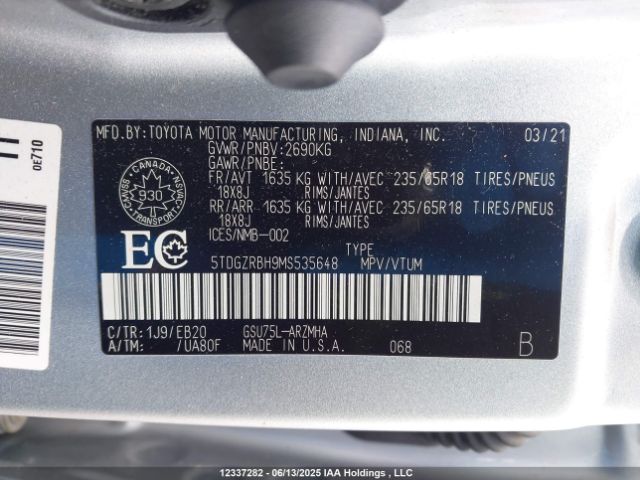 MFD.BY:TOYOTA MOTOR MANUFACTURING, INDIANA, INC. 03/21
GVWR/PNBV:2690KG
GAWR/PNBE:
FR/AVT 1635 KG WITH/AVEC 235/65R18 TIRES/PNEUS
18X8J RIMS/JANTES
RR/ARR 1635 KG WITH/AVEC 235/65R18 TIRES/PNEUS
18X8J RIMS/JANTES
ICES/NMB-002
CANADA
930
TRANSPORT
EC
TYPE
5TDGZRBH9MS535648 MPV/VTUM
C/TR:1J9/EB20 GSU75L-ARZMHA
A/TM: /UA80F MADE IN U.S.A. 068 B
0E710
12337282 - 06/13/2025 IAA Holdings , LLC